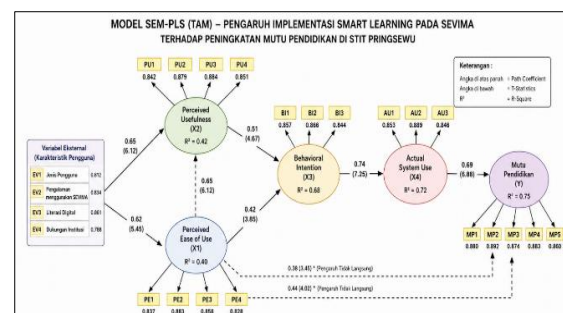 MODEL SEM-PLS (TAM) – PENGARUH IMPLEMENTASI SMART LEARNING PADA SEVIMA
TERHADAP PENINGKATAN MUTU PENDIDIKAN DI STIT PRINGSEWU
Keterangan :
Angka di atas panah = Path Coefficient
Angka di bawah = T-Statistics
R² = R-Square
PU1 PU2 PU3 PU4
0.842 0.879 0.884 0.851
Perceived
Usefulness
(X2)
R² = 0.42
BI1 BI2 BI3
0.857 0.866 0.844
AU1 AU2 AU3
0.853 0.889 0.848
Variabel Eksternal
(Karakteristik Pengguna)
EV1 Jenis Pengguna 0.812
EV2 Pengalaman menggunakan SEVIMA 0.834
EV3 Literasi Digital 0.861
EV4 Dukungan Institusi 0.798
0.65
(6.12)
0.62
(5.45)
0.65
(6.12)
0.51
(4.67)
0.42
(3.85)
Behavioral
Intention
(X3)
R² = 0.68
0.74
(7.25)
Actual
System Use
(X4)
R² = 0.72
0.69
(6.88)
Mutu
Pendidikan
(Y)
R² = 0.75
Perceived
Ease of Use
(X1)
R² = 0.40
MP1 MP2 MP3 MP4 MP5
0.892 0.874 0.883
0.38 (3.45) * (Pengaruh Tidak Langsung)
0.44 (4.02) * (Pengaruh Tidak Langsung)
PE1 PE2 PE3 PE4
0.837 0.863 0.858 0.828